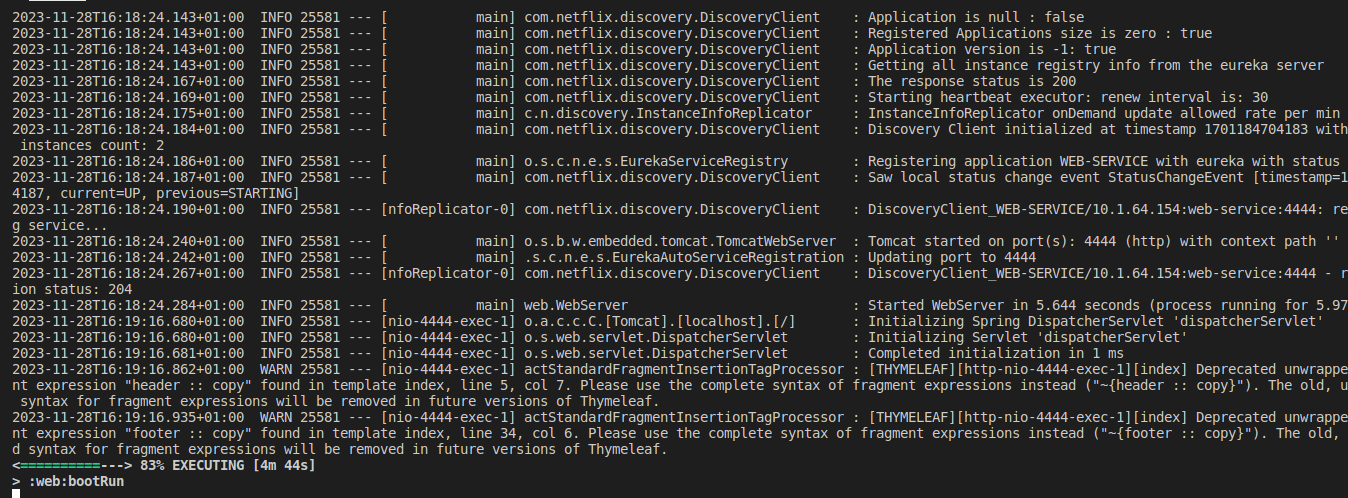 2023-11-28T16:18:24.143+01:00  INFO 25581 --- [           main] com.netflix.discovery.DiscoveryClient    : Application is null : false
2023-11-28T16:18:24.143+01:00  INFO 25581 --- [           main] com.netflix.discovery.DiscoveryClient    : Registered Applications size is zero : true
2023-11-28T16:18:24.143+01:00  INFO 25581 --- [           main] com.netflix.discovery.DiscoveryClient    : Application version is -1: true
2023-11-28T16:18:24.143+01:00  INFO 25581 --- [           main] com.netflix.discovery.DiscoveryClient    : Getting all instance registry info from the eureka server
2023-11-28T16:18:24.167+01:00  INFO 25581 --- [           main] com.netflix.discovery.DiscoveryClient    : The response status is 200
2023-11-28T16:18:24.169+01:00  INFO 25581 --- [           main] com.netflix.discovery.DiscoveryClient    : Starting heartbeat executor: renew interval is: 30
2023-11-28T16:18:24.175+01:00  INFO 25581 --- [           main] c.n.discovery.InstanceInfoReplicator     : InstanceInfoReplicator onDemand update allowed rate per min
2023-11-28T16:18:24.184+01:00  INFO 25581 --- [           main] com.netflix.discovery.DiscoveryClient    : Discovery Client initialized at timestamp 1701184704183 with
 instances count: 2
2023-11-28T16:18:24.186+01:00  INFO 25581 --- [           main] o.s.c.n.e.s.EurekaServiceRegistry        : Registering application WEB-SERVICE with eureka with status
2023-11-28T16:18:24.187+01:00  INFO 25581 --- [           main] com.netflix.discovery.DiscoveryClient    : Saw local status change event StatusChangeEvent [timestamp=1
4187, current=UP, previous=STARTING]
2023-11-28T16:18:24.190+01:00  INFO 25581 --- [nfoReplicator-0] com.netflix.discovery.DiscoveryClient    : DiscoveryClient_WEB-SERVICE/10.1.64.154:web-service:4444: re
g service...
2023-11-28T16:18:24.240+01:00  INFO 25581 --- [           main] o.s.b.w.embedded.tomcat.TomcatWebServer  : Tomcat started on port(s): 4444 (http) with context path ''
2023-11-28T16:18:24.242+01:00  INFO 25581 --- [           main] .s.c.n.e.s.EurekaAutoServiceRegistration : Updating port to 4444
2023-11-28T16:18:24.267+01:00  INFO 25581 --- [nfoReplicator-0] com.netflix.discovery.DiscoveryClient    : DiscoveryClient_WEB-SERVICE/10.1.64.154:web-service:4444 - r
ion status: 204
2023-11-28T16:18:24.284+01:00  INFO 25581 --- [           main] web.WebServer                            : Started WebServer in 5.644 seconds (process running for 5.97
2023-11-28T16:19:16.680+01:00  INFO 25581 --- [nio-4444-exec-1] o.a.c.c.C.[Tomcat].[localhost].[/]       : Initializing Spring DispatcherServlet 'dispatcherServlet'
2023-11-28T16:19:16.680+01:00  INFO 25581 --- [nio-4444-exec-1] o.s.web.servlet.DispatcherServlet        : Initializing Servlet 'dispatcherServlet'
2023-11-28T16:19:16.681+01:00  INFO 25581 --- [nio-4444-exec-1] o.s.web.servlet.DispatcherServlet        : Completed initialization in 1 ms
2023-11-28T16:19:16.862+01:00  WARN 25581 --- [nio-4444-exec-1] actStandardFragmentInsertionTagProcessor : [THYMELEAF][http-nio-4444-exec-1][index] Deprecated unwrappe
nt expression "header :: copy" found in template index, line 5, col 7. Please use the complete syntax of fragment expressions instead ("~{header :: copy}"). The old, u
 syntax for fragment expressions will be removed in future versions of Thymeleaf.
2023-11-28T16:19:16.935+01:00  WARN 25581 --- [nio-4444-exec-1] actStandardFragmentInsertionTagProcessor : [THYMELEAF][http-nio-4444-exec-1][index] Deprecated unwrappe
nt expression "footer :: copy" found in template index, line 34, col 6. Please use the complete syntax of fragment expressions instead ("~{footer :: copy}"). The old,
d syntax for fragment expressions will be removed in future versions of Thymeleaf.
<==========---> 83% EXECUTING [4m 44s]
> :web:bootRun